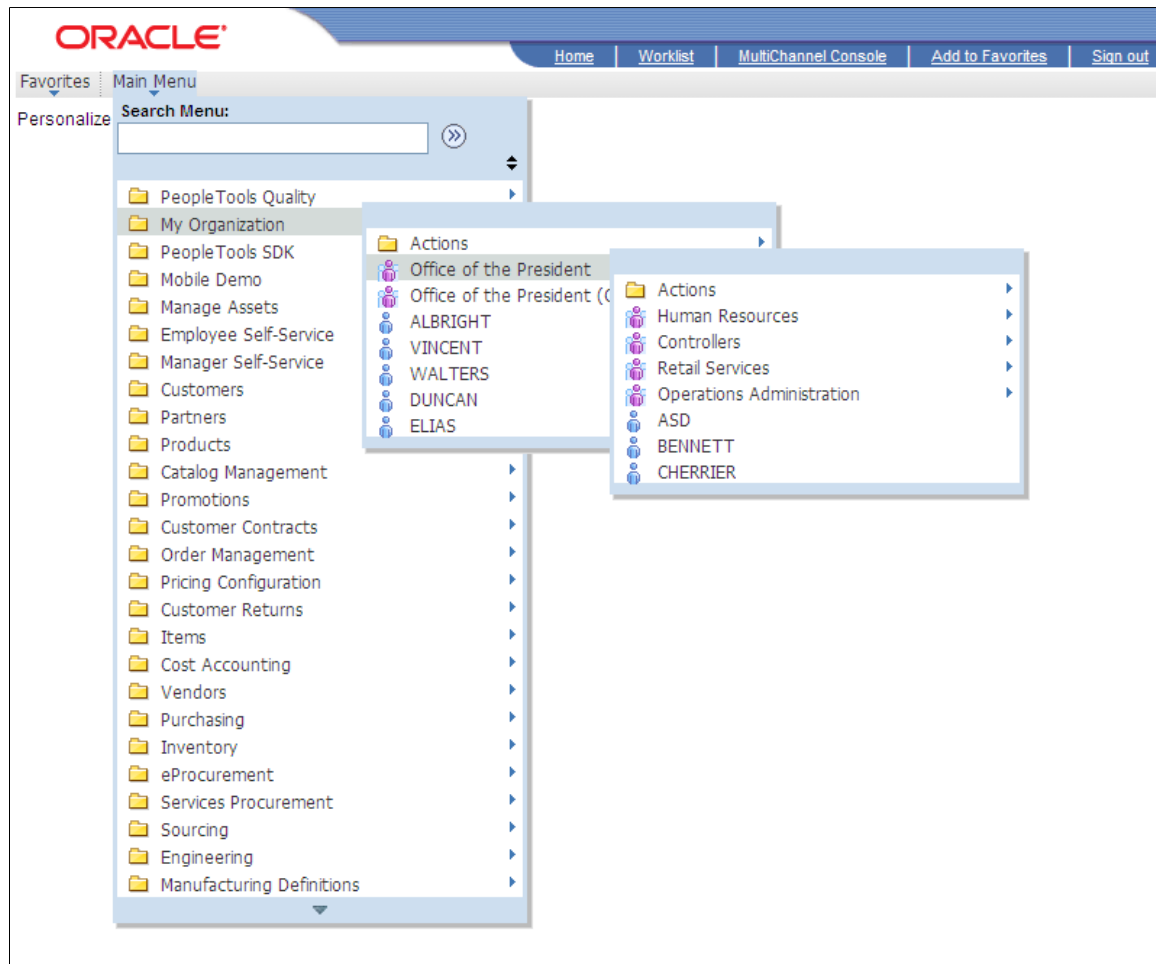 ORACLE
Home Worklist MultiChannel Console Add to Favorites Sign out
Favorites Main Menu
Personalize
Search Menu:
PeopleTools Quality
My Organization
PeopleTools SDK
Mobile Demo
Manage Assets
Employee Self-Service
Manager Self-Service
Customers
Partners
Products
Catalog Management
Promotions
Customer Contracts
Order Management
Pricing Configuration
Customer Returns
Items
Cost Accounting
Vendors
Purchasing
Inventory
eProcurement
Services Procurement
Sourcing
Engineering
Manufacturing Definitions
Actions
Office of the President
Office of the President (
ALBRIGHT
VINCENT
WALTERS
DUNCAN
ELIAS
Actions
Human Resources
Controllers
Retail Services
Operations Administration
ASD
BENNETT
CHERRIER